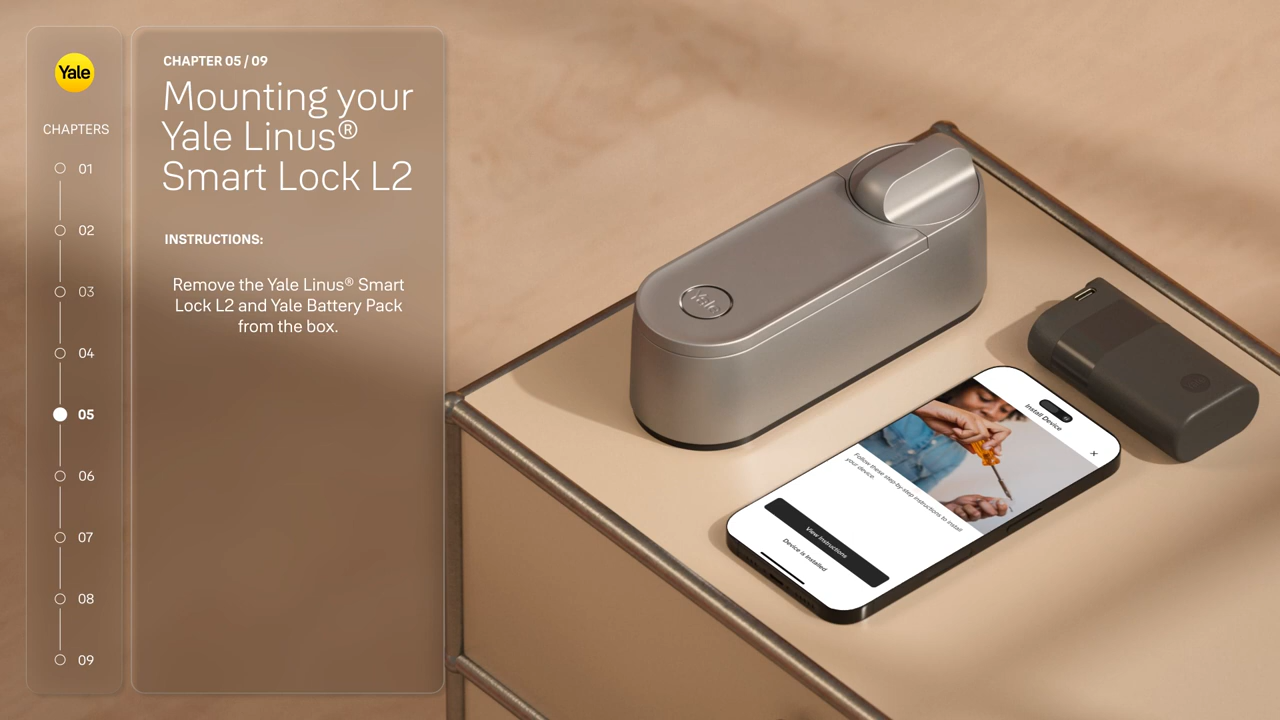 Yale
CHAPTERS
01
02
03
04
05
06
07
08
09
CHAPTER 05 / 09
Mounting your
Yale Linus®
Smart Lock L2
INSTRUCTIONS:
Remove the Yale Linus® Smart
Lock L2 and Yale Battery Pack
from the box.
Yale
Install Device
Follow these step-by-step instructions to install
your device.
View Instructions
Device is Installed